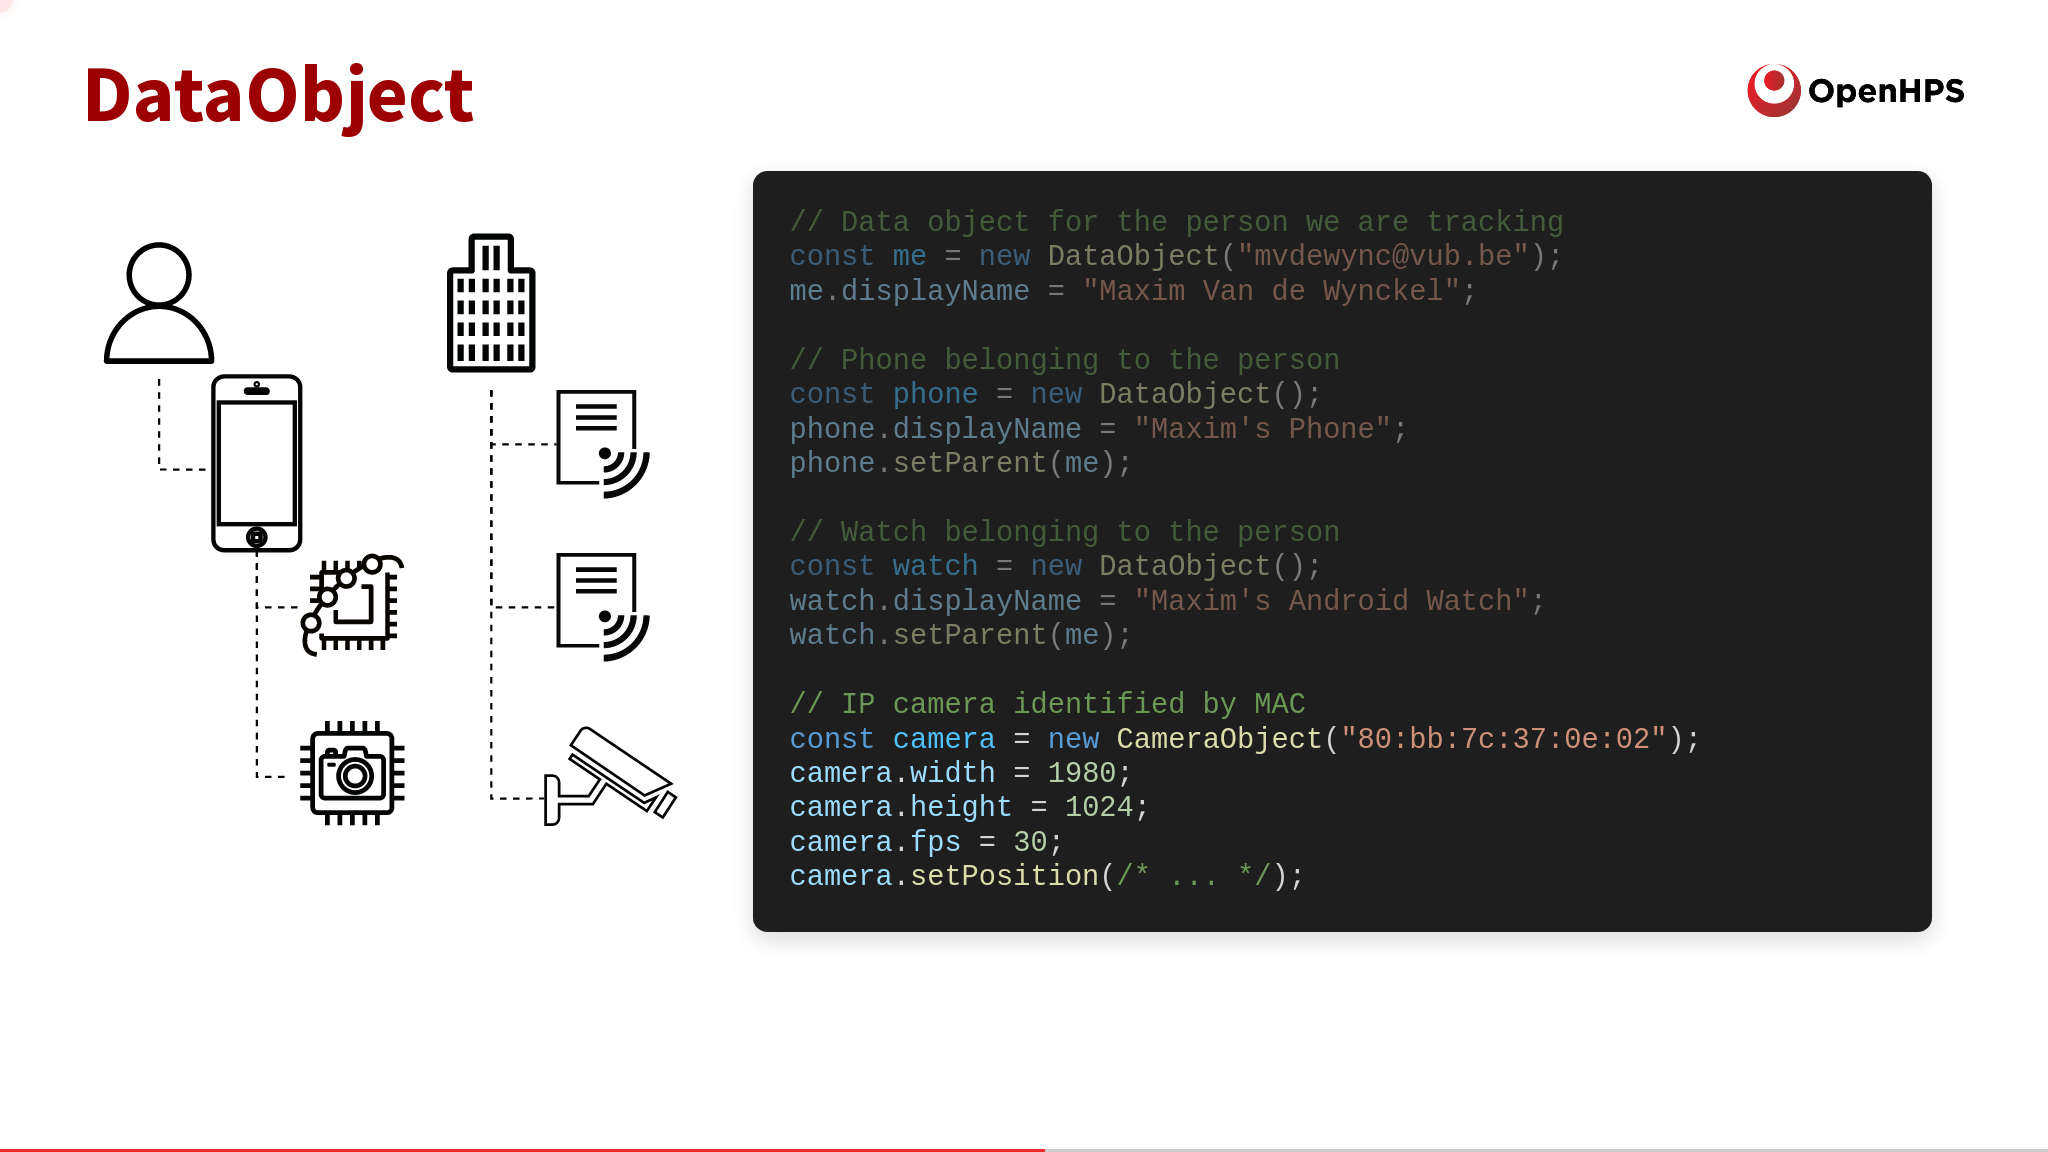 DataObject
OpenHPS
// Data object for the person we are tracking
const me = new DataObject("mvdewync@vub.be");
me.displayName = "Maxim Van de Wynckel";
// Phone belonging to the person
const phone = new DataObject();
phone.displayName = "Maxim's Phone";
phone.setParent(me);
// Watch belonging to the person
const watch = new DataObject();
watch.displayName = "Maxim's Android Watch";
watch.setParent(me);
// IP camera identified by MAC
const camera = new CameraObject("80:bb:7c:37:0e:02");
camera.width = 1980;
camera.height = 1024;
camera.fps = 30;
camera.setPosition(/* ... */);